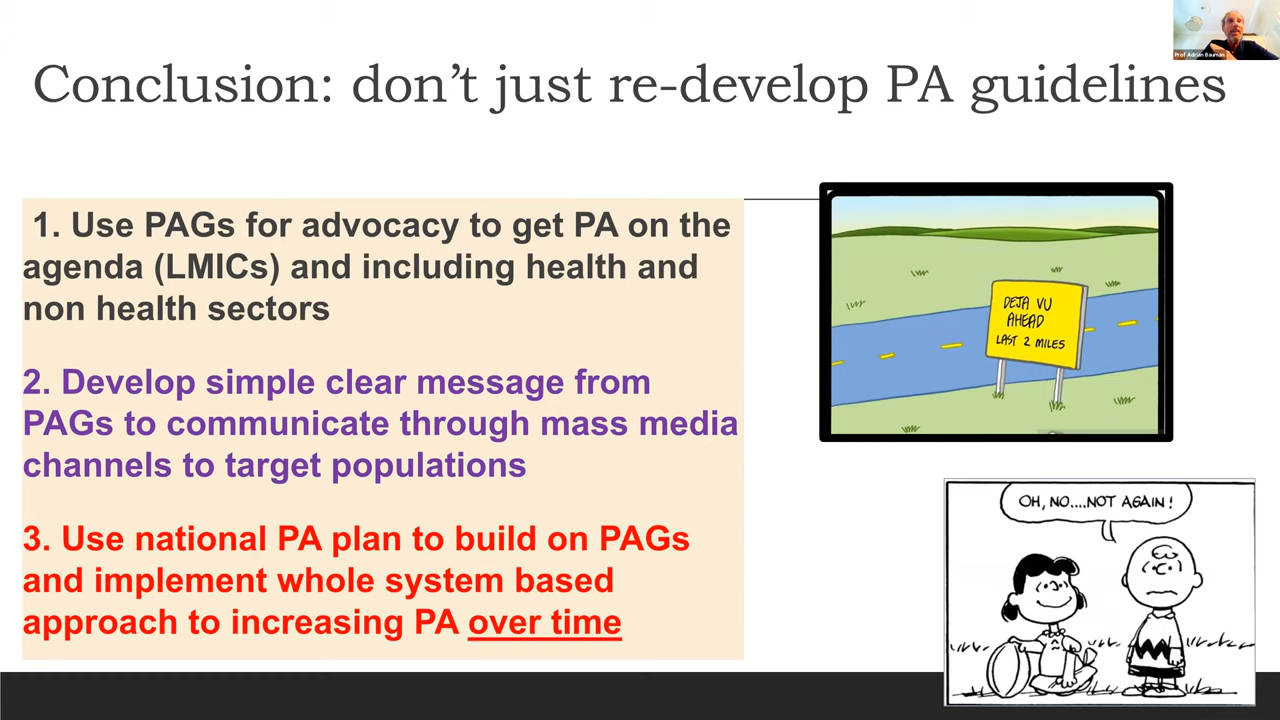 Prof Adrian Bauman
Conclusion: don’t just re-develop PA guidelines
1. Use PAGs for advocacy to get PA on the
agenda (LMICs) and including health and
non health sectors
2. Develop simple clear message from
PAGs to communicate through mass media
channels to target populations
3. Use national PA plan to build on PAGs
and implement whole system based
approach to increasing PA over time
DEJA VU
AHEAD
LAST 2 MILES
OH, NO....NOT AGAIN!